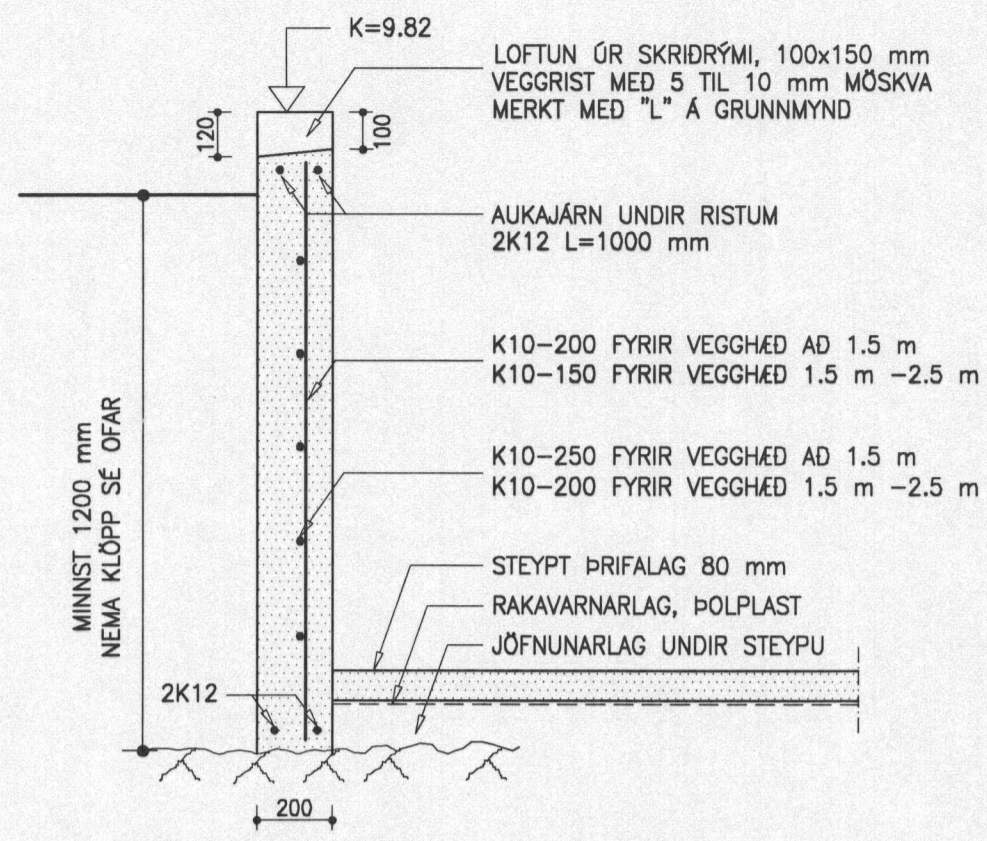 K=9.82
LOFTUN ÚR SKRIÐRÝMI, 100x150 mm
VEGGRIST MEÐ 5 TIL 10 mm MÖSKVA
MERKT MEÐ "L" Á GRUNNMYND
120
100
AUKAJÁRN UNDIR RISTUM
2K12 L=1000 mm
K10-200 FYRIR VEGGHÆÐ AÐ 1.5 m
K10-150 FYRIR VEGGHÆÐ 1.5 m -2.5 m
MINNST 1200 mm
NEMA KLÖPP SÉ OFAR
K10-250 FYRIR VEGGHÆÐ AÐ 1.5 m
K10-200 FYRIR VEGGHÆÐ 1.5 m -2.5 m
STEYPT ÞRIFALAG 80 mm
RAKAVARNARLAG, ÞOLPLAST
JÖFNUNARLAG UNDIR STEYPU
2K12
200